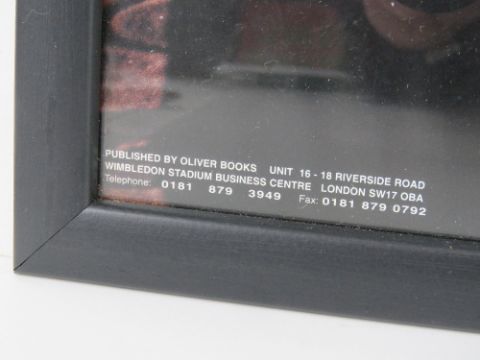 PUBLISHED BY OLIVER BOOKS UNIT 16 - 18 RIVERSIDE ROAD
WIMBLEDON STADIUM BUSINESS CENTRE LONDON SW17 OBA
Telephone: 0181 879 3949 Fax: 0181 879 0792